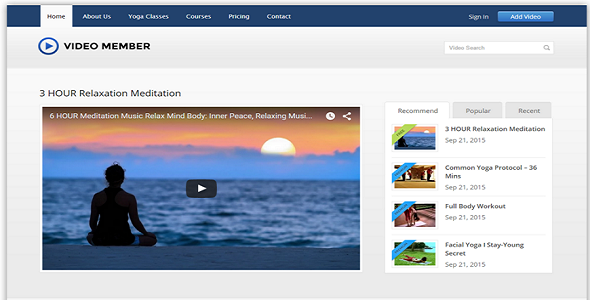 Home About Us Yoga Classes Courses Pricing Contact Sign In Add Video
VIDEO MEMBER
Video Search
3 HOUR Relaxation Meditation
6 HOUR Meditation Music Relax Mind Body: Inner Peace, Relaxing Musi...
Recommend Popular Recent
3 HOUR Relaxation Meditation
Sep 21, 2015
Common Yoga Protocol – 36
Mins
Sep 21, 2015
Full Body Workout
Sep 21, 2015
Facial Yoga I Stay-Young
Secret
Sep 21, 2015